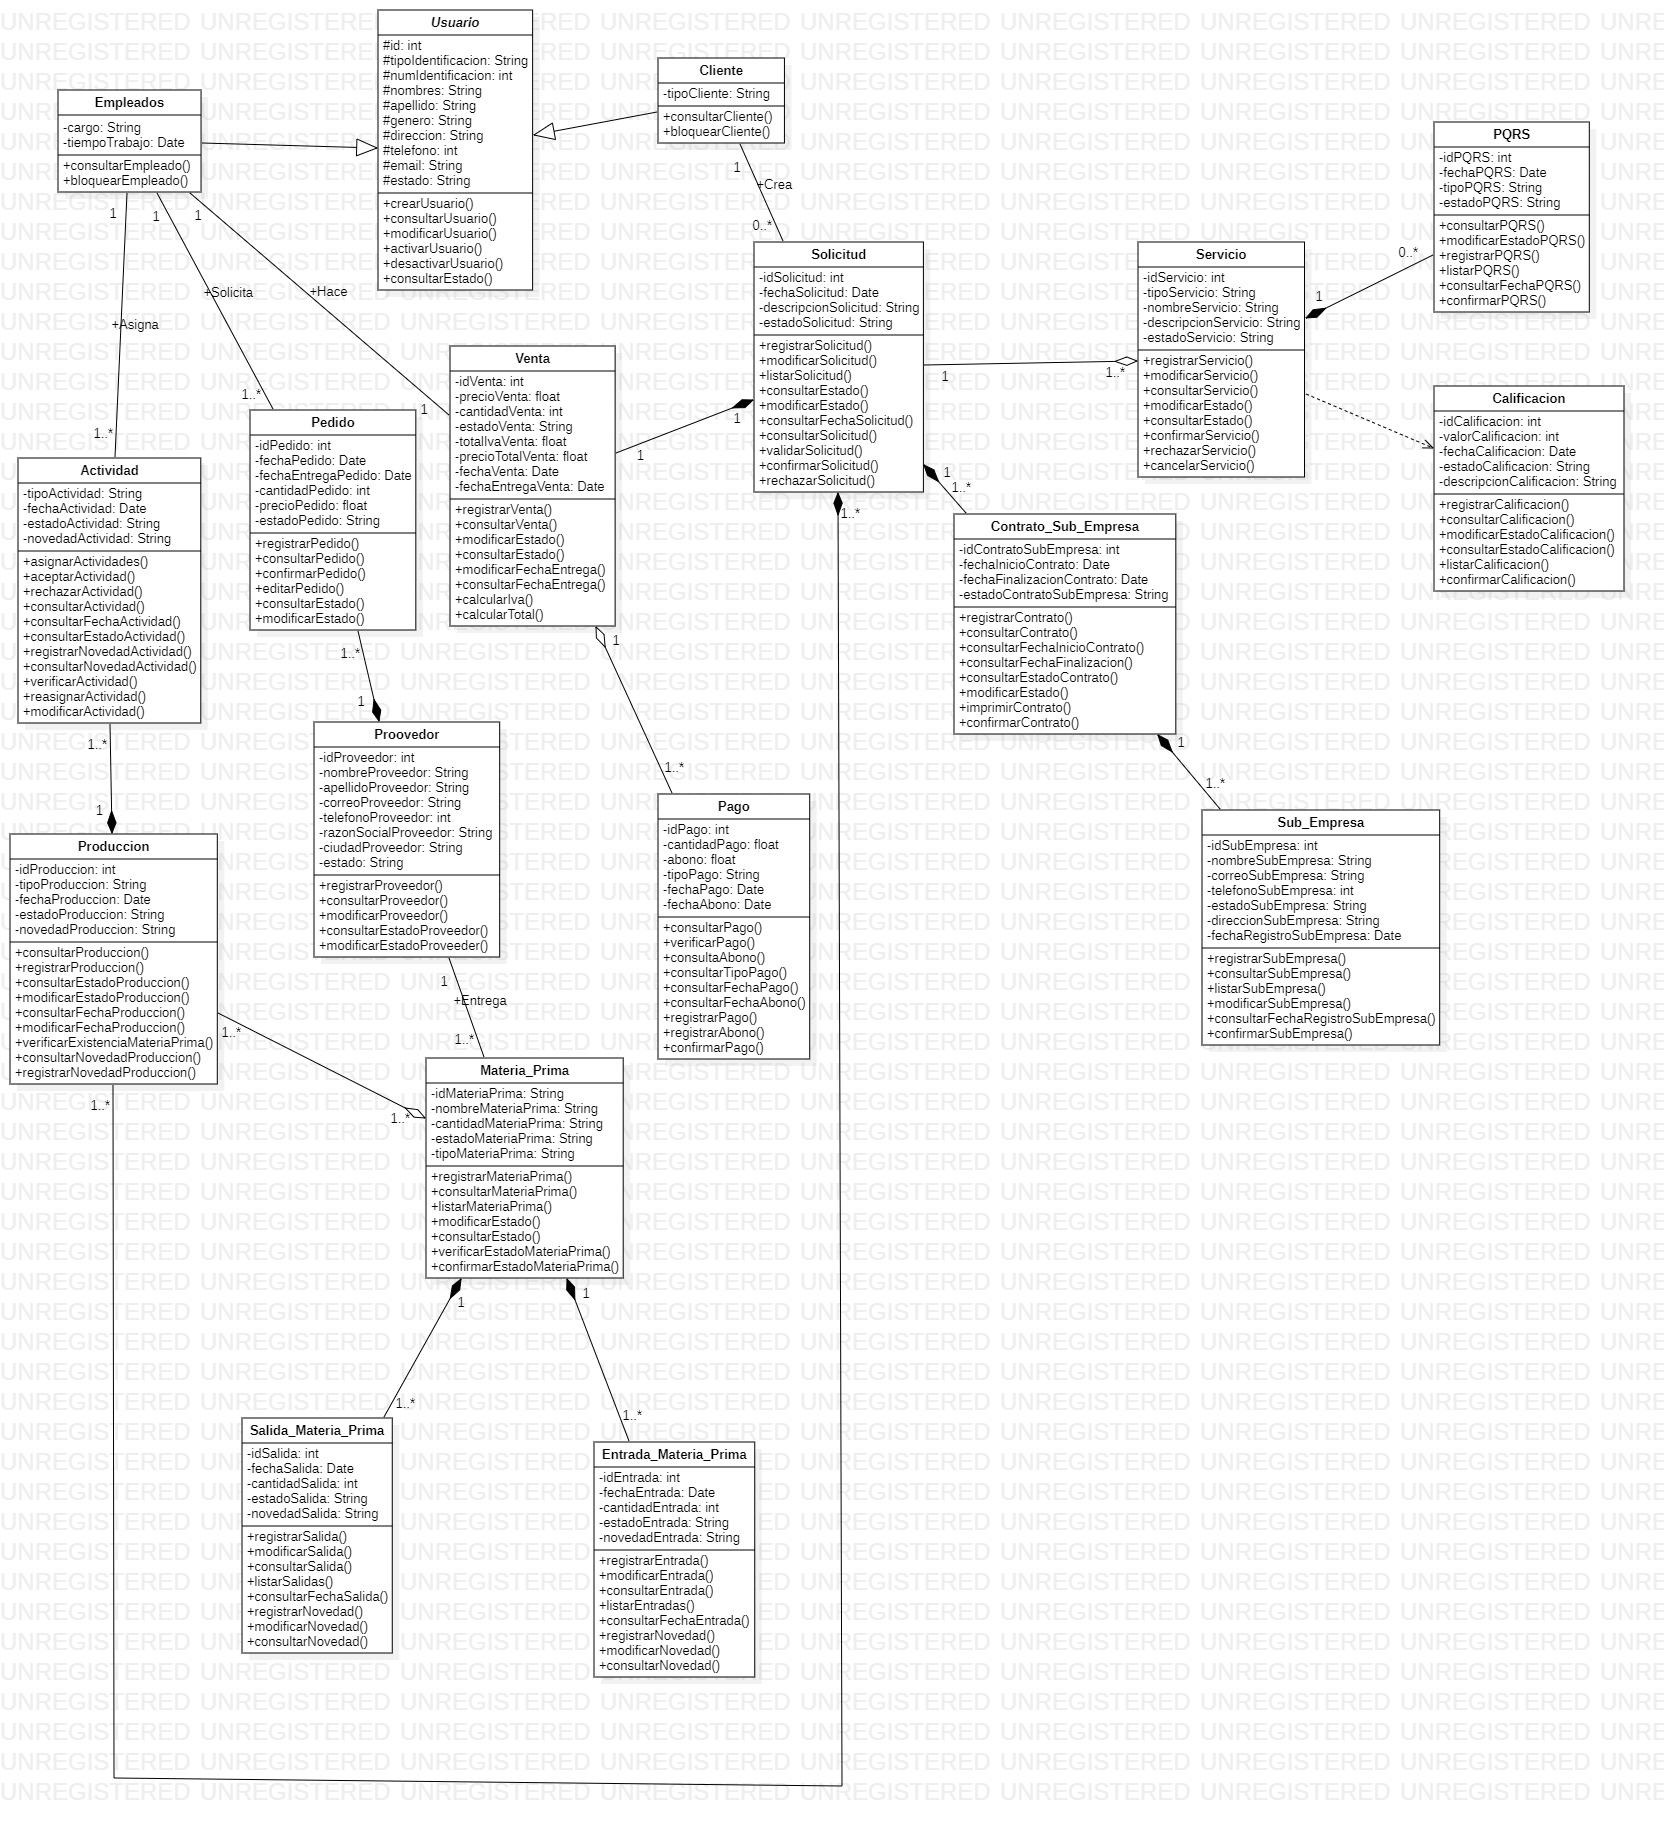 Usuario
#id: int
#tipoIdentificacion: String
#numIdentificacion: int
#nombres: String
#apellido: String
#genero: String
#direccion: String
#telefono: int
#email: String
#estado: String
+crearUsuario()
+consultarUsuario()
+modificarUsuario()
+activarUsuario()
+desactivarUsuario()
+consultarEstado()
Cliente
-tipoCliente: String
+consultarCliente()
+bloquearCliente()
Empleados
-cargo: String
-tiempoTrabajo: Date
+consultarEmpleado()
+bloquearEmpleado()
1
1
1
+Asigna
+Solicita
+Hace
1..*
1..*
1
1
+Crea
0..*
PQRS
-idPQRS: int
-fechaPQRS: Date
-tipoPQRS: String
-estadoPQRS: String
+consultarPQRS()
+modificarEstadoPQRS()
+registrarPQRS()
+listarPQRS()
+consultarFechaPQRS()
+confirmarPQRS()
0..*
1
Solicitud
-idSolicitud: int
-fechaSolicitud: Date
-descripcionSolicitud: String
-estadoSolicitud: String
+registrarSolicitud()
+modificarSolicitud()
+listarSolicitud()
+consultarEstado()
+modificarEstado()
+consultarFechaSolicitud()
+consultarSolicitud()
+validarSolicitud()
+confirmarSolicitud()
+rechazarSolicitud()
1
1..*
Servicio
-idServicio: int
-tipoServicio: String
-nombreServicio: String
-descripcionServicio: String
-estadoServicio: String
+registrarServicio()
+modificarServicio()
+consultarServicio()
+modificarEstado()
+consultarEstado()
+confirmarServicio()
+rechazarServicio()
+cancelarServicio()
Calificacion
-idCalificacion: int
-valorCalificacion: int
-fechaCalificacion: Date
-estadoCalificacion: String
-descripcionCalificacion: String
+registrarCalificacion()
+consultarCalificacion()
+modificarEstadoCalificacion()
+consultarEstadoCalificacion()
+listarCalificacion()
+confirmarCalificacion()
Venta
-idVenta: int
-precioVenta: float
-cantidadVenta: int
-estadoVenta: String
-totalIvaVenta: float
-precioTotalVenta: float
-fechaVenta: Date
-fechaEntregaVenta: Date
+registrarVenta()
+consultarVenta()
+modificarEstado()
+consultarEstado()
+modificarFechaEntrega()
+consultarFechaEntrega()
+calcularIva()
+calcularTotal()
1
1
1
1..*
Pedido
-idPedido: int
-fechaPedido: Date
-fechaEntregaPedido: Date
-cantidadPedido: int
-precioPedido: float
-estadoPedido: String
+registrarPedido()
+consultarPedido()
+confirmarPedido()
+editarPedido()
+consultarEstado()
+modificarEstado()
1..*
1
Actividad
-tipoActividad: String
-fechaActividad: Date
-estadoActividad: String
-novedadActividad: String
+asignarActividades()
+aceptarActividad()
+rechazarActividad()
+consultarActividad()
+consultarFechaActividad()
+consultarEstadoActividad()
+registrarNovedadActividad()
+consultarNovedadActividad()
+verificarActividad()
+reasignarActividad()
+modificarActividad()
1..*
1
1
1..*
1..*
Contrato_Sub_Empresa
-idContratoSubEmpresa: int
-fechaInicioContrato: Date
-fechaFinalizacionContrato: Date
-estadoContratoSubEmpresa: String
+registrarContrato()
+consultarContrato()
+consultarFechaInicioContrato()
+consultarFechaFinalizacion()
+consultarEstadoContrato()
+modificarEstado()
+imprimirContrato()
+confirmarContrato()
1
1..*
Proovedor
-idProveedor: int
-nombreProveedor: String
-apellidoProveedor: String
-correoProveedor: String
-telefonoProveedor: int
-razonSocialProveedor: String
-ciudadProveedor: String
-estado: String
+registrarProveedor()
+consultarProveedor()
+modificarProveedor()
+consultarEstadoProveedor()
+modificarEstadoProveeder()
1
+Entrega
1..*
Pago
-idPago: int
-cantidadPago: float
-abono: float
-tipoPago: String
-fechaPago: Date
-fechaAbono: Date
+consultarPago()
+verificarPago()
+consultaAbono()
+consultarTipoPago()
+consultarFechaPago()
+consultarFechaAbono()
+registrarPago()
+registrarAbono()
+confirmarPago()
Sub_Empresa
-idSubEmpresa: int
-nombreSubEmpresa: String
-correoSubEmpresa: String
-telefonoSubEmpresa: int
-estadoSubEmpresa: String
-direccionSubEmpresa: String
-fechaRegistroSubEmpresa: Date
+registrarSubEmpresa()
+consultarSubEmpresa()
+listarSubEmpresa()
+modificarSubEmpresa()
+consultarFechaRegistroSubEmpresa()
+confirmarSubEmpresa()
Produccion
-idProduccion: int
-tipoProduccion: String
-fechaProduccion: Date
-estadoProduccion: String
-novedadProduccion: String
+consultarProduccion()
+registrarProduccion()
+consultarEstadoProduccion()
+modificarEstadoProduccion()
+consultarFechaProduccion()
+modificarFechaProduccion()
+verificarExistenciaMateriaPrima()
+consultarNovedadProduccion()
+registrarNovedadProduccion()
1..*
1..*
1..*
Materia_Prima
-idMateriaPrima: String
-nombreMateriaPrima: String
-cantidadMateriaPrima: String
-estadoMateriaPrima: String
-tipoMateriaPrima: String
+registrarMateriaPrima()
+consultarMateriaPrima()
+listarMateriaPrima()
+modificarEstado()
+consultarEstado()
+verificarEstadoMateriaPrima()
+confirmarEstadoMateriaPrima()
1
1
1..*
1..*
Salida_Materia_Prima
-idSalida: int
-fechaSalida: Date
-cantidadSalida: int
-estadoSalida: String
-novedadSalida: String
+registrarSalida()
+modificarSalida()
+consultarSalida()
+listarSalidas()
+consultarFechaSalida()
+registrarNovedad()
+modificarNovedad()
+consultarNovedad()
Entrada_Materia_Prima
-idEntrada: int
-fechaEntrada: Date
-cantidadEntrada: int
-estadoEntrada: String
-novedadEntrada: String
+registrarEntrada()
+modificarEntrada()
+consultarEntrada()
+listarEntradas()
+consultarFechaEntrada()
+registrarNovedad()
+modificarNovedad()
+consultarNovedad()
UNREGISTERED